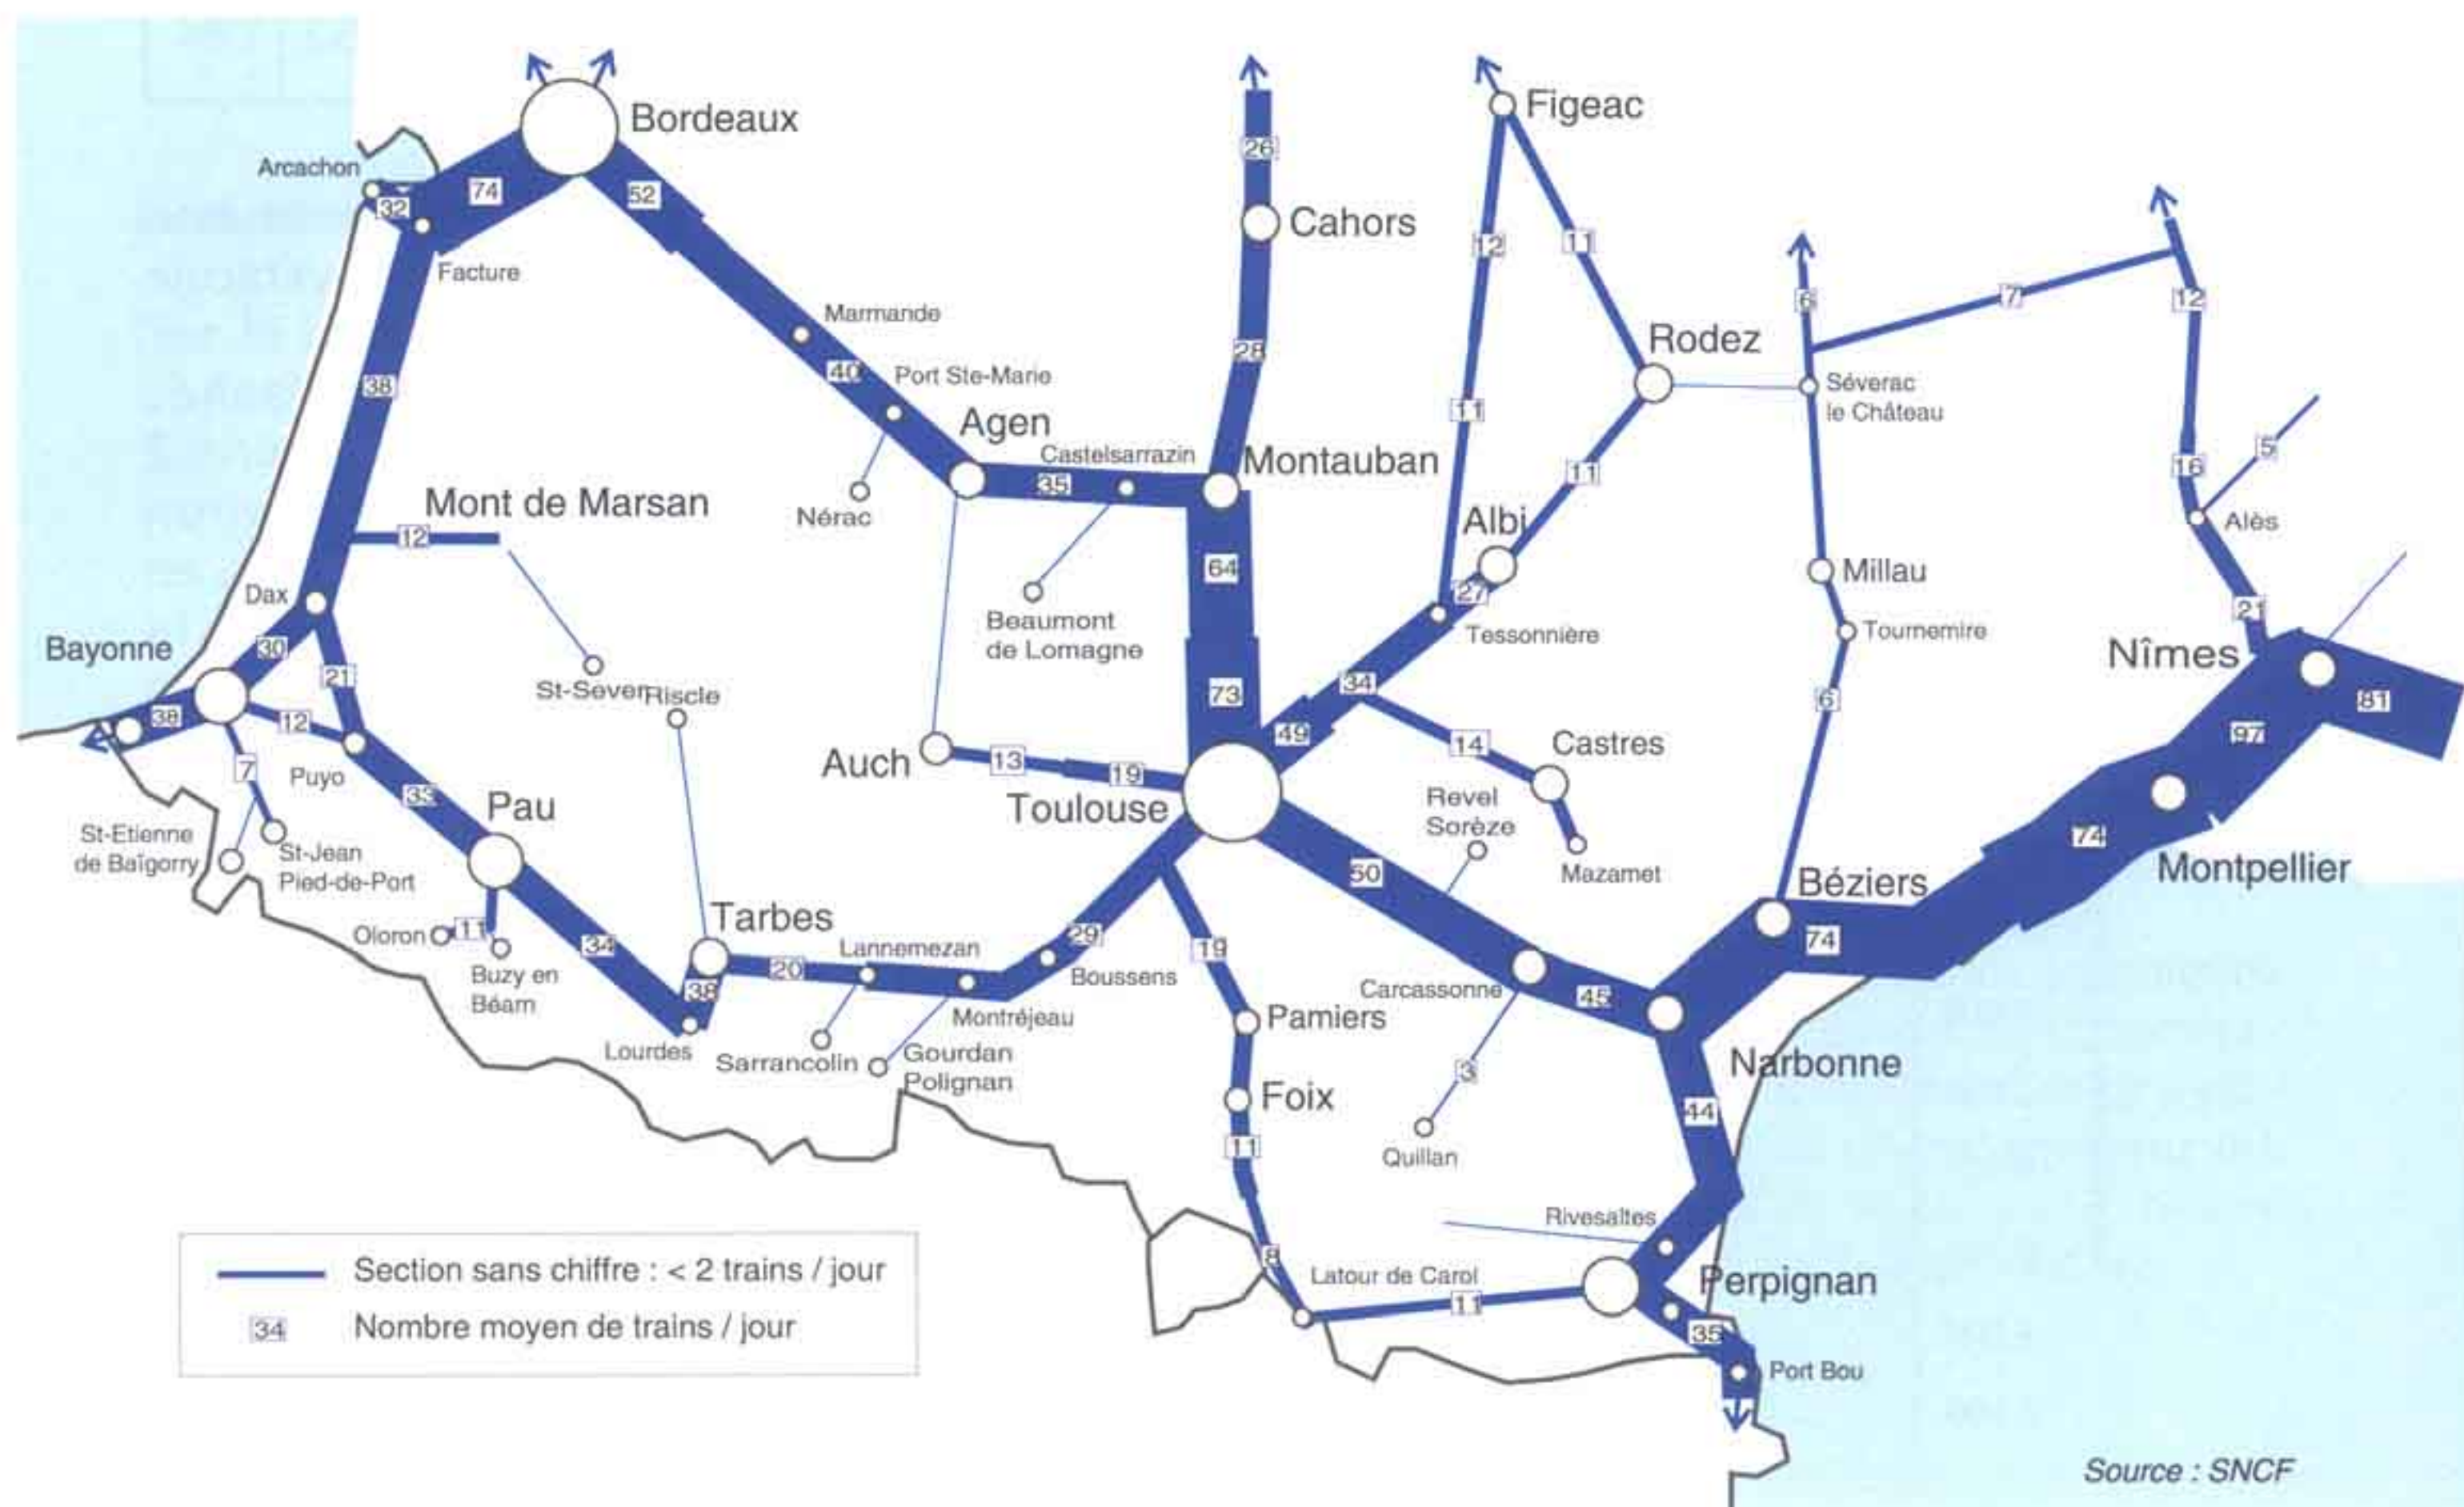 Bordeaux
Figeac
Arcachon
74
52
26
32
Cahors
12
11
Facture
6
7
12
Marmande
28
Rodez
38
40
Port Ste-Marie
Séverac
le Château
11
Agen
Castelsarrazin
Montauban
5
16
11
35
Mont de Marsan
Nérac
Albi
Alès
12
64
Millau
Dax
27
21
Beaumont
de Lomagne
Tessonnière
Tournemire
Bayonne
30
Nîmes
21
St-Sever
Riscle
73
34
6
81
38
12
49
14
Castres
97
Auch
13
19
7
Puyo
33
Toulouse
Revel
Sorèze
Pau
St-Etienne
de Baïgorry
St-Jean
Pied-de-Port
74
50
Mazamet
Montpellier
Béziers
Tarbes
Oloron
11
34
Lannemezan
29
19
74
Buzy en
Béarn
20
Boussens
38
Carcassonne
45
Montréjeau
Pamiers
Lourdes
Sarrancolin
Gourdan
Polignan
Narbonne
3
Foix
44
11
Quillan
Rivesaltes
8
Latour de Carol
Perpignan
11
35
Port Bou
Section sans chiffre : < 2 trains / jour
34 Nombre moyen de trains / jour
Source : SNCF